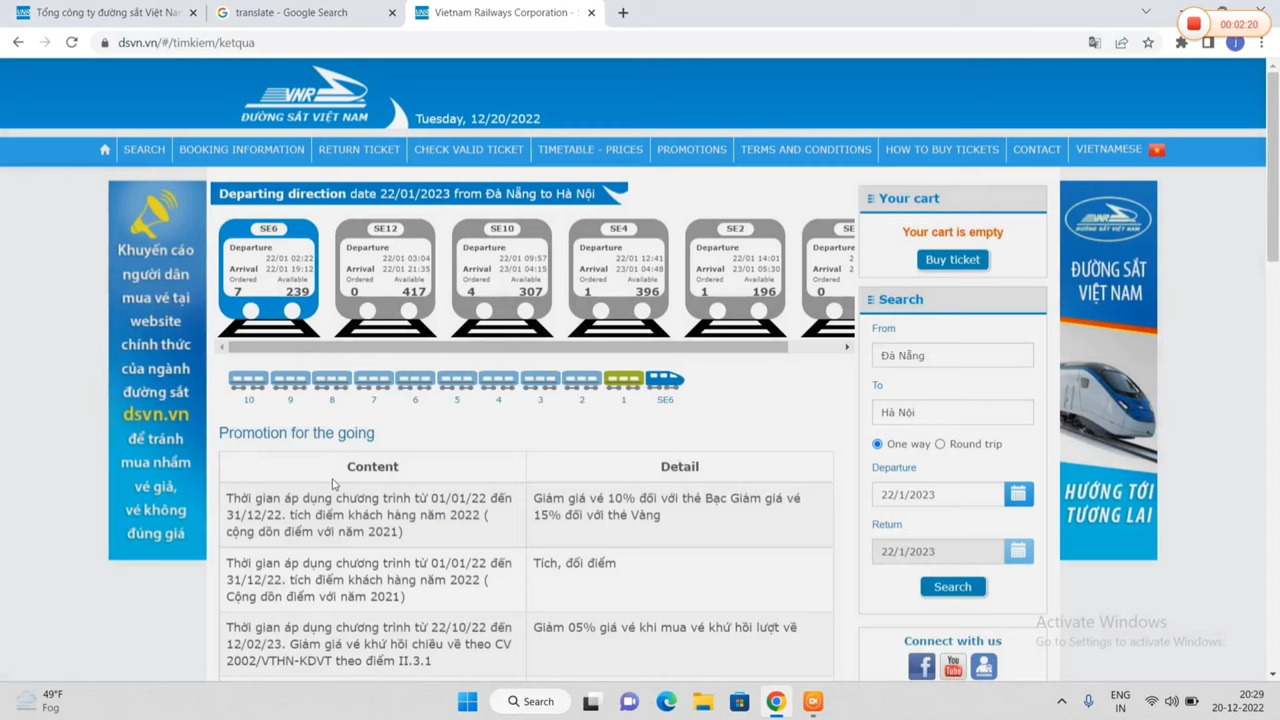 Tổng công ty đường sắt Việt Nam
translate - Google Search
Vietnam Railways Corporation -
00:02:20
dsvn.vn/#/timkiem/ketqua
VNR
ĐƯỜNG SẮT VIỆT NAM
Tuesday, 12/20/2022
SEARCH
BOOKING INFORMATION
RETURN TICKET
CHECK VALID TICKET
TIMETABLE - PRICES
PROMOTIONS
TERMS AND CONDITIONS
HOW TO BUY TICKETS
CONTACT
VIETNAMESE
Khuyến cáo
người dân
mua vé tại
website
chính thức
của ngành
đường sắt
dsvn.vn
để tránh
mua nhầm
vé giả,
vé không
đúng giá
Departing direction date 22/01/2023 from Đà Nẵng to Hà Nội
SE6
Departure
22/01 02:22
Arrival 22/01 19:12
Ordered Available
7 239
SE12
Departure
22/01 03:04
Arrival 22/01 21:35
Ordered Available
0 417
SE10
Departure
22/01 09:57
Arrival 23/01 04:15
Ordered Available
4 307
SE4
Departure
22/01 12:41
Arrival 23/01 04:48
Ordered Available
1 396
SE2
Departure
22/01 14:01
Arrival 23/01 05:30
Ordered Available
1 196
SE
Departure
Arrival 22
Ordered
0
10 9 8 7 6 5 4 3 2 1 SE6
Promotion for the going
Content Detail
Thời gian áp dụng chương trình từ 01/01/22 đến
31/12/22. tích điểm khách hàng năm 2022 (
cộng dồn điểm với năm 2021)
Giảm giá vé 10% đối với thẻ Bạc Giảm giá vé
15% đối với thẻ Vàng
Thời gian áp dụng chương trình từ 01/01/22 đến
31/12/22. tích điểm khách hàng năm 2022 (
Cộng dồn điểm với năm 2021)
Tích, đổi điểm
Thời gian áp dụng chương trình từ 22/10/22 đến
12/02/23. Giảm giá vé khứ hồi chiều về theo CV
2002/VTHN-KDVT theo điểm II.3.1
Giảm 05% giá vé khi mua vé khứ hồi lượt về
Your cart
Your cart is empty
Buy ticket
Search
From
Đà Nẵng
To
Hà Nội
One way Round trip
Departure
22/1/2023
Return
22/1/2023
Search
Connect with us
You
Tube
VNR
ĐƯỜNG SẮT
VIỆT NAM
HƯỚNG TỚI
TƯƠNG LAI
Activate Windows
Go to Settings to activate Windows.
49°F
Fog
Search
ENG
IN
20:29
20-12-2022